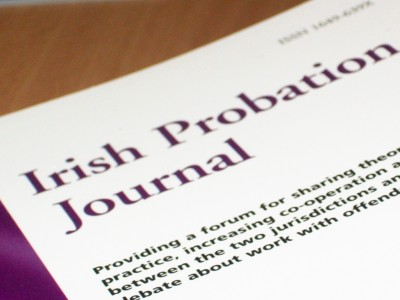 ISSN 1649-639X
Irish Probation
Journal
Providing a forum for sharing theor
practice, increasing co-operation a
between the two jurisdictions an
debate about work with offend